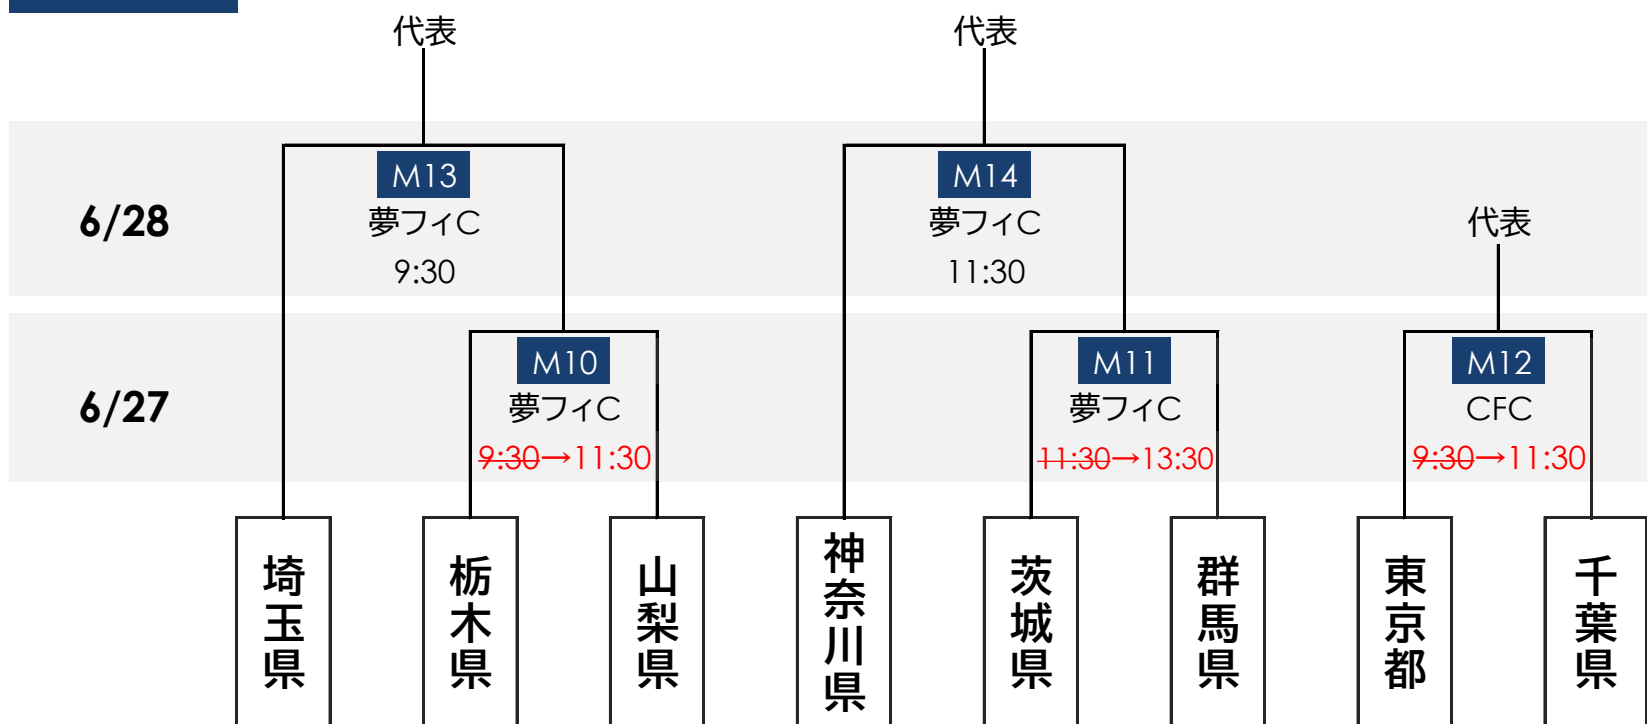 代表
代表
M13
M14
6/28
夢フィC
夢フィC
代表
9:30
11:30
M10
M11
M12
6/27
夢フィC
夢フィC
CFC
9:30→11:30
11:30→13:30
9:30→11:30
埼玉県
栃木県
山梨県
神奈川県
茨城県
群馬県
東京都
千葉県